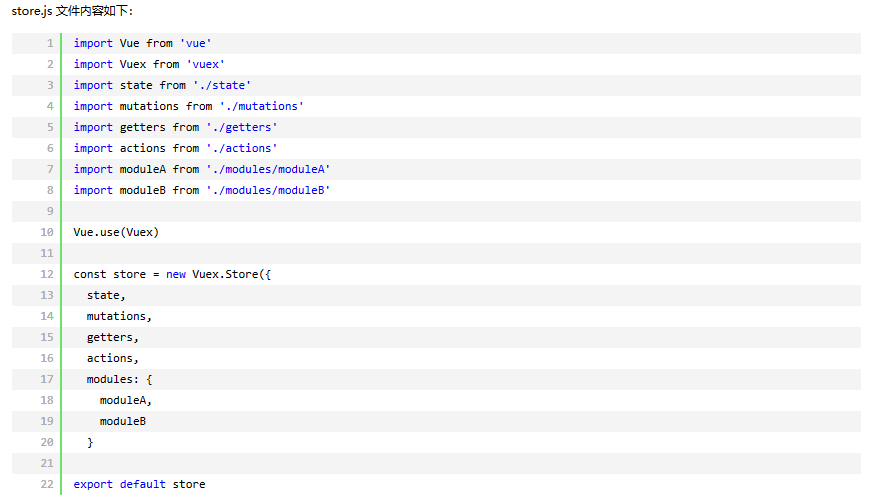 store.js 文件内容如下：
1 import Vue from 'vue'
2 import Vuex from 'vuex'
3 import state from './state'
4 import mutations from './mutations'
5 import getters from './getters'
6 import actions from './actions'
7 import moduleA from './modules/moduleA'
8 import moduleB from './modules/moduleB'
9
10 Vue.use(Vuex)
11
12 const store = new Vuex.Store({
13   state,
14   mutations,
15   getters,
16   actions,
17   modules: {
18     moduleA,
19     moduleB
20   }
21
22 export default store